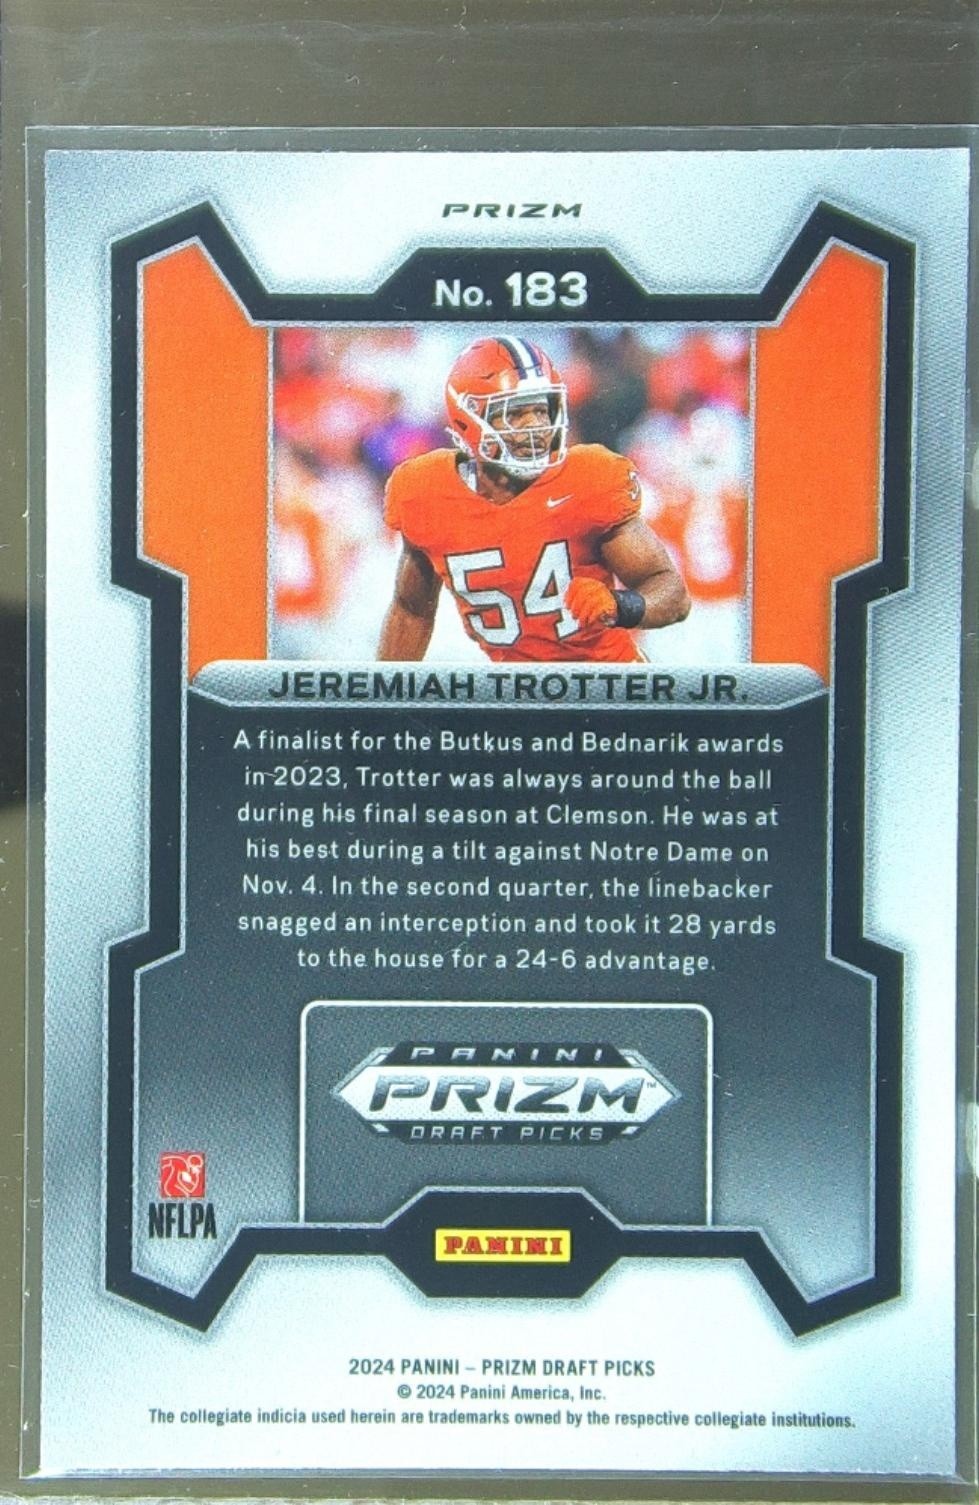 PRIZM
No. 183
54
54
JEREMIAH TROTTER JR.
A finalist for the Butkus and Bednarik awards
in 2023, Trotter was always around the ball
during his final season at Clemson. He was at
his best during a tilt against Notre Dame on
Nov. 4. In the second quarter, the linebacker
snagged an interception and took it 28 yards
to the house for a 24-6 advantage.
PANINI
PRIZM™
DRAFT PICKS
NFLPA
PANINI
2024 PANINI – PRIZM DRAFT PICKS
© 2024 Panini America, Inc.
The collegiate indicia used herein are trademarks owned by the respective collegiate institutions.